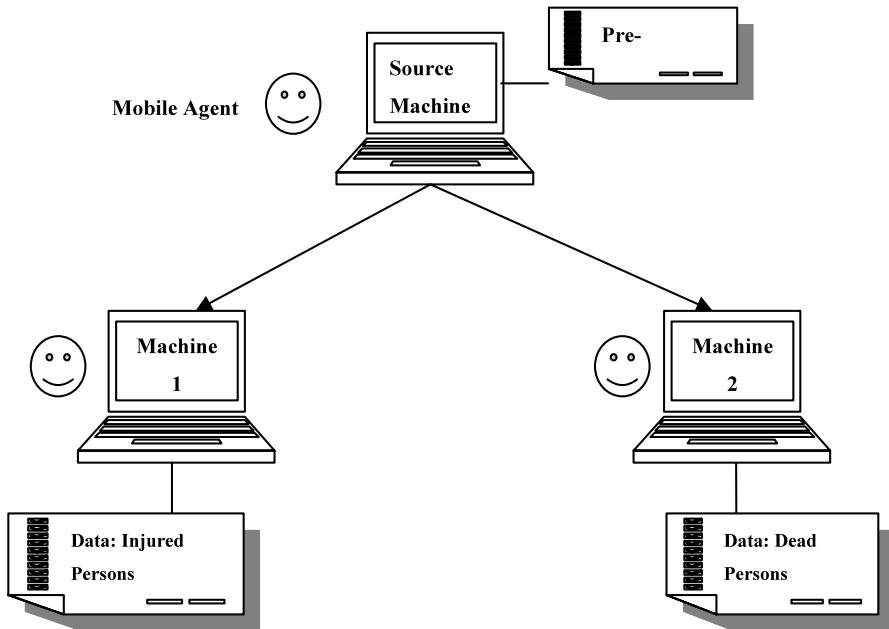 Pre-
Source
Machine
Mobile Agent
Machine
1
Machine
2
Data: Injured
Persons
Data: Dead
Persons